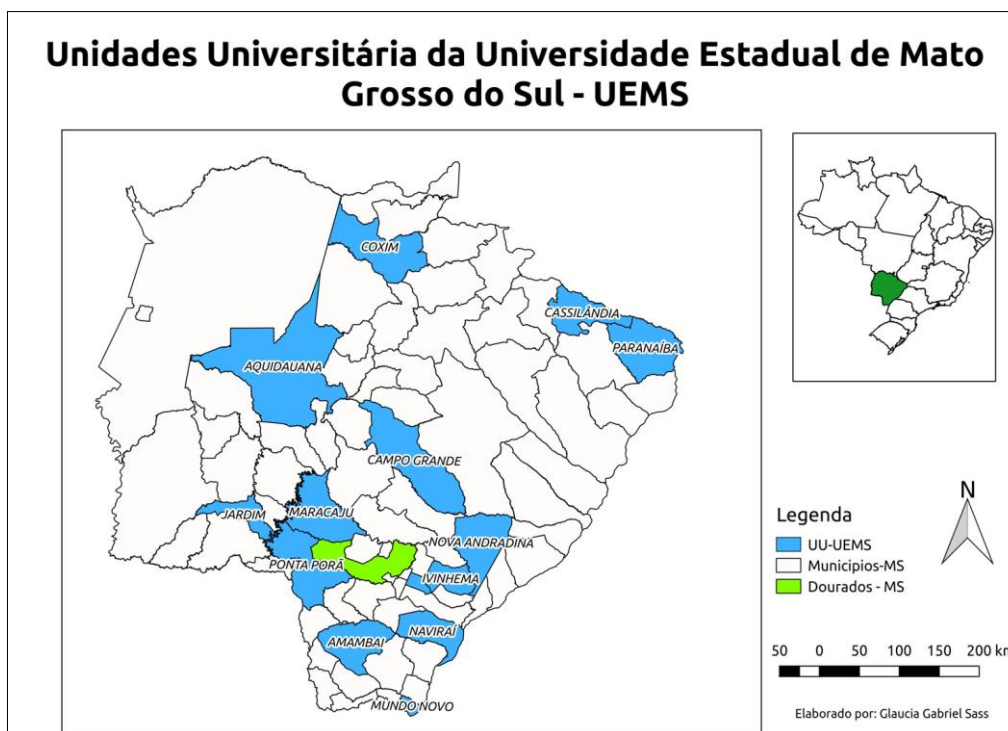 Unidades Universitária da Universidade Estadual de Mato
Grosso do Sul - UEMS
COXIM
CASSILÂNDIA
PARANAÍBA
AQUIDAUANA
CAMPO GRANDE
JARDIM
MARACAJU
NOVA ANDRADINA
PONTA PORÃ
IVINHEMA
NAVIRAÍ
AMAMBAI
MUNDO NOVO
N
Legenda
UU-UEMS
Municipios-MS
Dourados - MS
50 0 50 100 150 200 km
Elaborado por: Glaucia Gabriel Sass